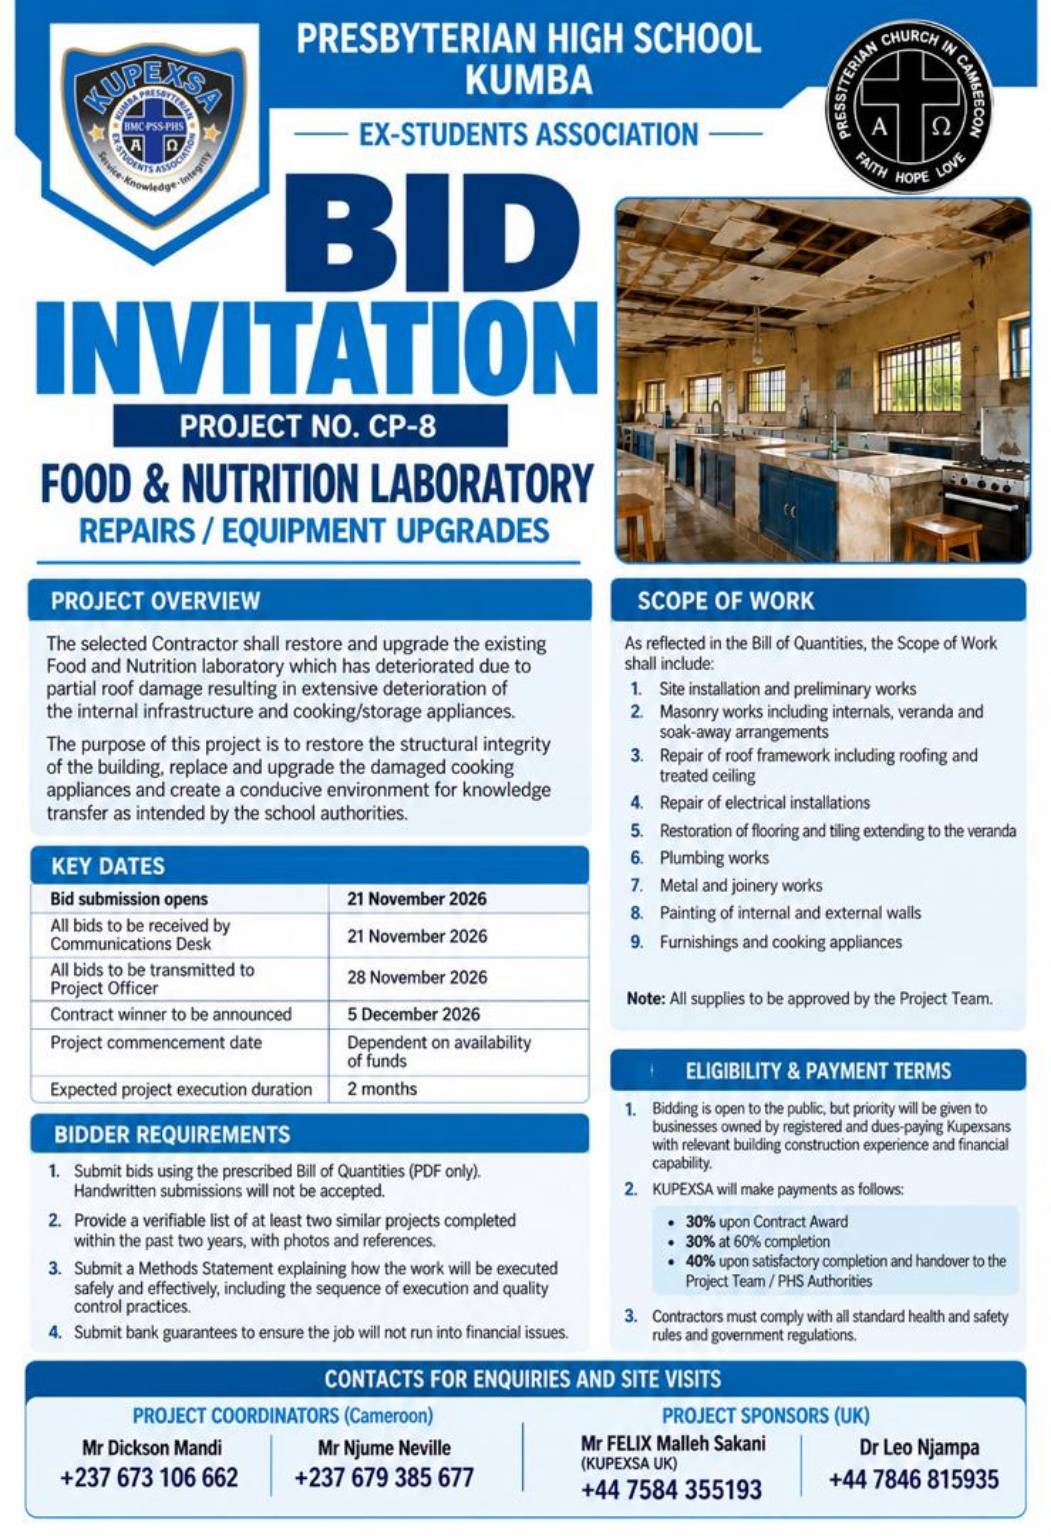 PRESBYTERIAN HIGH SCHOOL
KUMBA
EX-STUDENTS ASSOCIATION
KUPEXSA
KUMBA PRESBYTERIAN
BMC-PSS-PHS
A Ω
EX-STUDENTS ASSOCIATION
Service-Knowledge-Integrity
PRESSTYTERIAN CHURCH IN CAMEECON
A Ω
FAITH HOPE LOVE
BID
INVITATION
PROJECT NO. CP-8
FOOD & NUTRITION LABORATORY
REPAIRS / EQUIPMENT UPGRADES
PROJECT OVERVIEW
The selected Contractor shall restore and upgrade the existing
Food and Nutrition laboratory which has deteriorated due to
partial roof damage resulting in extensive deterioration of
the internal infrastructure and cooking/storage appliances.
The purpose of this project is to restore the structural integrity
of the building, replace and upgrade the damaged cooking
appliances and create a conducive environment for knowledge
transfer as intended by the school authorities.
KEY DATES
Bid submission opens 21 November 2026
All bids to be received by
Communications Desk 21 November 2026
All bids to be transmitted to
Project Officer 28 November 2026
Contract winner to be announced 5 December 2026
Project commencement date Dependent on availability
of funds
Expected project execution duration 2 months
BIDDER REQUIREMENTS
1. Submit bids using the prescribed Bill of Quantities (PDF only).
Handwritten submissions will not be accepted.
2. Provide a verifiable list of at least two similar projects completed
within the past two years, with photos and references.
3. Submit a Methods Statement explaining how the work will be executed
safely and effectively, including the sequence of execution and quality
control practices.
4. Submit bank guarantees to ensure the job will not run into financial issues.
SCOPE OF WORK
As reflected in the Bill of Quantities, the Scope of Work
shall include:
1. Site installation and preliminary works
2. Masonry works including internals, veranda and
soak-away arrangements
3. Repair of roof framework including roofing and
treated ceiling
4. Repair of electrical installations
5. Restoration of flooring and tiling extending to the veranda
6. Plumbing works
7. Metal and joinery works
8. Painting of internal and external walls
9. Furnishings and cooking appliances
Note: All supplies to be approved by the Project Team.
ELIGIBILITY & PAYMENT TERMS
1. Bidding is open to the public, but priority will be given to
businesses owned by registered and dues-paying Kupexsans
with relevant building construction experience and financial
capability.
2. KUPEXSA will make payments as follows:
• 30% upon Contract Award
• 30% at 60% completion
• 40% upon satisfactory completion and handover to the
Project Team / PHS Authorities
3. Contractors must comply with all standard health and safety
rules and government regulations.
CONTACTS FOR ENQUIRIES AND SITE VISITS
PROJECT COORDINATORS (Cameroon)
Mr Dickson Mandi
+237 673 106 662
Mr Njume Neville
+237 679 385 677
PROJECT SPONSORS (UK)
Mr FELIX Malleh Sakani
(KUPEXSA UK)
+44 7584 355193
Dr Leo Njampa
+44 7846 815935